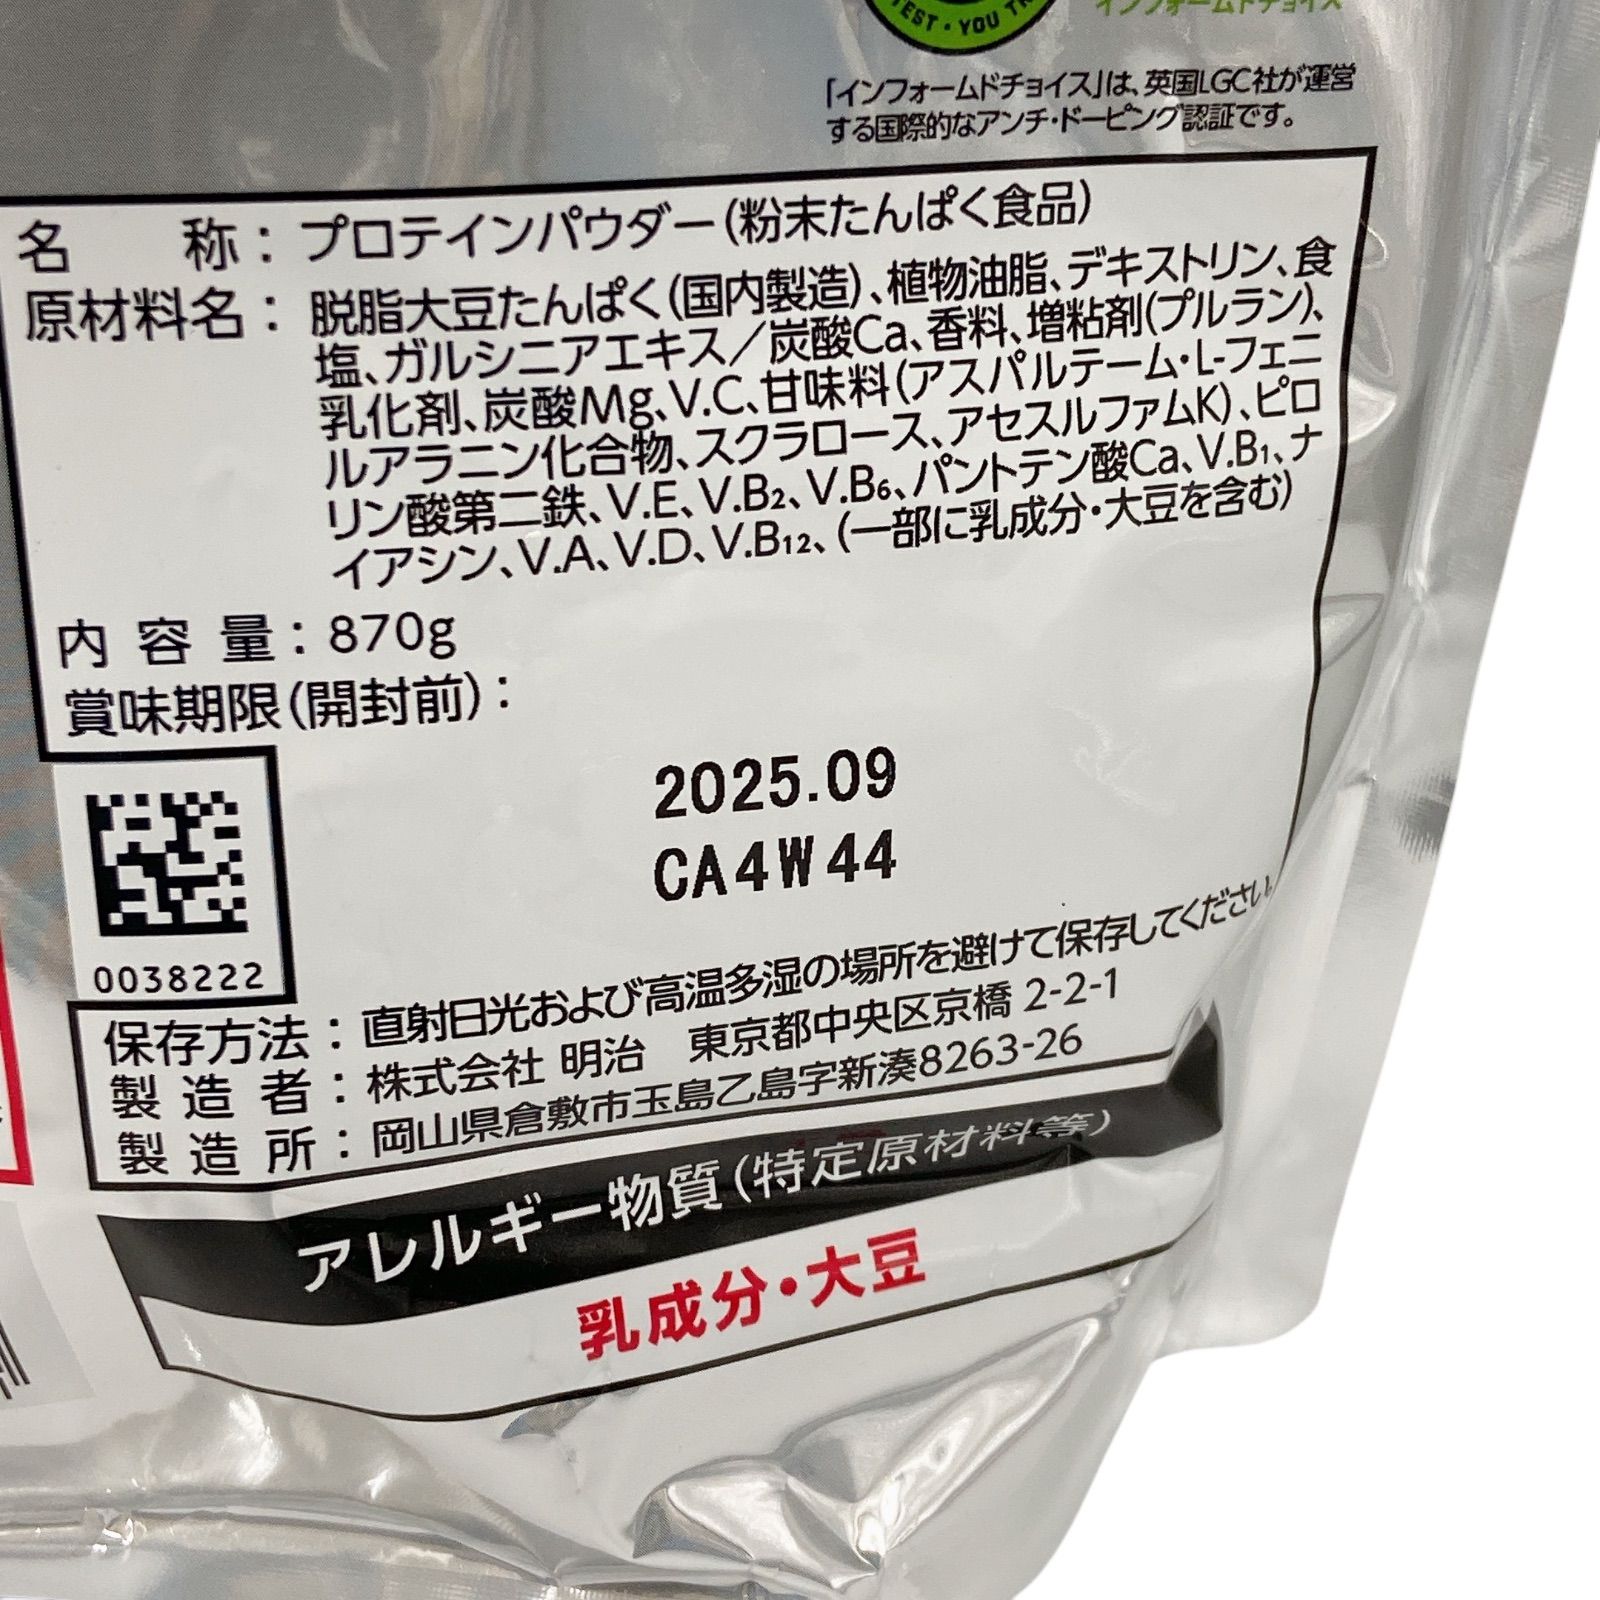 TEST・YOU TR
インフォームドチョイス
「インフォームドチョイス」は、英国LGC社が運営
する国際的なアンチ・ドーピング認証です。
名称：プロテインパウダー(粉末たんぱく食品)
原材料名：脱脂大豆たんぱく(国内製造)、植物油脂、デキストリン、食
塩、ガルシニアエキス／炭酸Ca、香料、増粘剤(プルラン)、
乳化剤、炭酸Mg、V.C、甘味料(アスパルテーム・L-フェニ
ルアラニン化合物、スクラロース、アセスルファムK)、ピロ
リン酸第二鉄、V.E、V.B2、V.B6、パントテン酸Ca、V.B1、ナ
イアシン、V.A、V.D、V.B12、(一部に乳成分・大豆を含む)
内容量：870g
賞味期限(開封前)：
2025.09
CA4W44
0038222
保存方法：直射日光および高温多湿の場所を避けて保存してください
製造者：株式会社 明治 東京都中央区京橋 2-2-1
製造所：岡山県倉敷市玉島乙島字新湊8263-26
アレルギー物質(特定原材料等)
乳成分・大豆